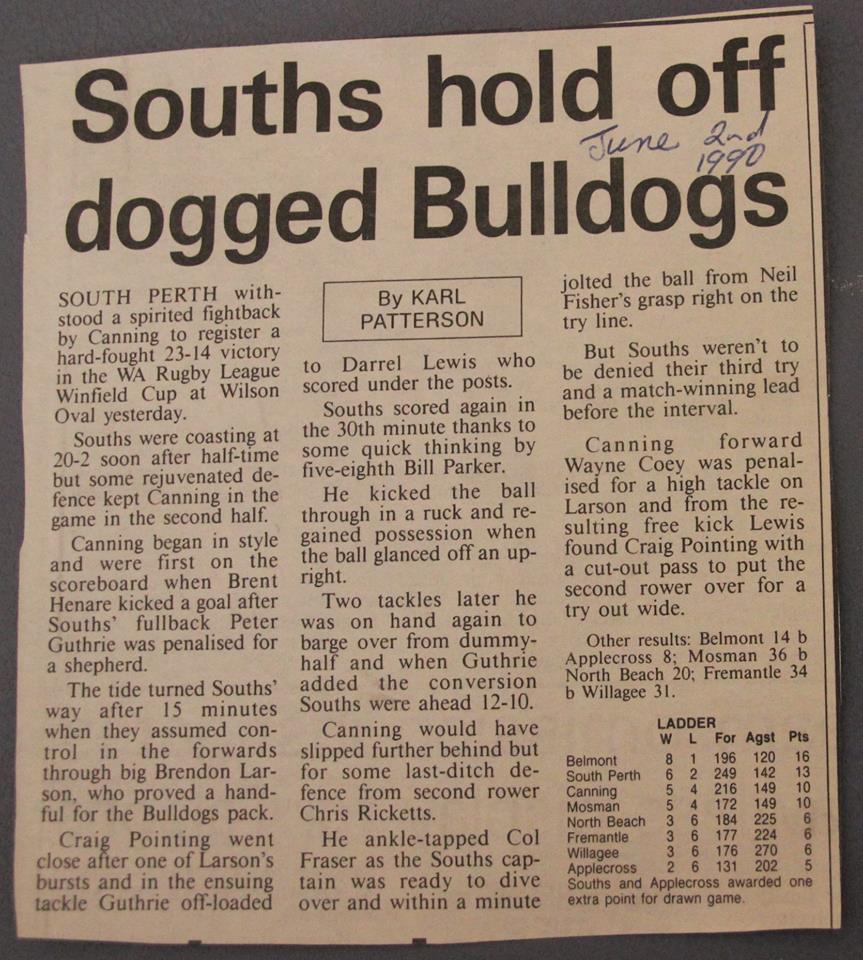 Souths hold off
dogged Bulldogs
June 2nd
1990
SOUTH PERTH with-
stood a spirited fightback
by Canning to register a
hard-fought 23-14 victory
in the WA Rugby League
Winfield Cup at Wilson
Oval yesterday.
Souths were coasting at
20-2 soon after half-time
but some rejuvenated de-
fence kept Canning in the
game in the second half.
Canning began in style
and were first on the
scoreboard when Brent
Henare kicked a goal after
Souths' fullback Peter
Guthrie was penalised for
a shepherd.
The tide turned Souths'
way after 15 minutes
when they assumed con-
trol in the forwards
through big Brendon Lar-
son, who proved a hand-
ful for the Bulldogs pack.
Craig Pointing went
close after one of Larson's
bursts and in the ensuing
tackle Guthrie off-loaded
By KARL
PATTERSON
to Darrel Lewis who
scored under the posts.
Souths scored again in
the 30th minute thanks to
some quick thinking by
five-eighth Bill Parker.
He kicked the ball
through in a ruck and re-
gained possession when
the ball glanced off an up-
right.
Two tackles later he
was on hand again to
barge over from dummy-
half and when Guthrie
added the conversion
Souths were ahead 12-10.
Canning would have
slipped further behind but
for some last-ditch de-
fence from second rower
Chris Ricketts.
He ankle-tapped Col
Fraser as the Souths cap-
tain was ready to dive
over and within a minute
jolted the ball from Neil
Fisher's grasp right on the
try line.
But Souths weren't to
be denied their third try
and a match-winning lead
before the interval.
Canning forward
Wayne Coey was penal-
ised for a high tackle on
Larson and from the re-
sulting free kick Lewis
found Craig Pointing with
a cut-out pass to put the
second rower over for a
try out wide.
Other results: Belmont 14 b
Applecross 8; Mosman 36 b
North Beach 20; Fremantle 34
b Willagee 31.
LADDER
W L For Agst Pts
Belmont 8 1 196 120 16
South Perth 6 2 249 142 13
Canning 5 4 216 149 10
Mosman 5 4 172 149 10
North Beach 3 6 184 225 6
Fremantle 3 6 177 224 6
Willagee 3 6 176 270 6
Applecross 2 6 131 202 5
Souths and Applecross awarded one
extra point for drawn game.